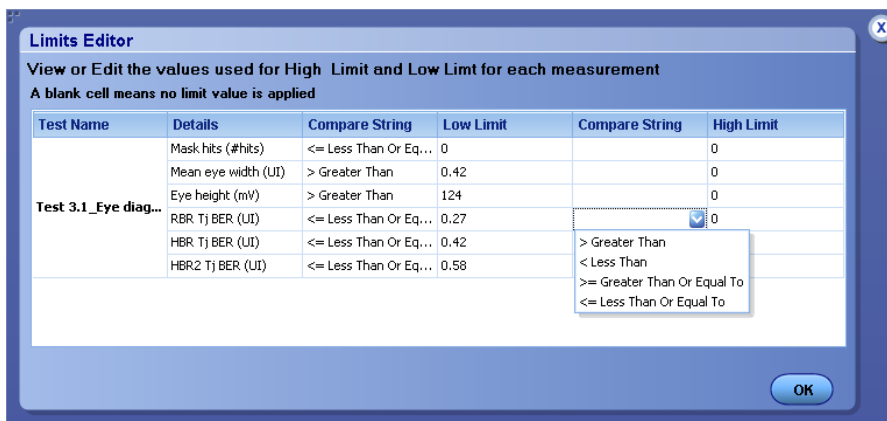 X
Limits Editor
View or Edit the values used for High Limit and Low Limt for each measurement
A blank cell means no limit value is applied
Test Name Details Compare String Low Limit Compare String High Limit
Mask hits (#hits) <= Less Than Or Eq... 0 0
Mean eye width (UI) > Greater Than 0.42 0
Eye height (mV) > Greater Than 124 0
Test 3.1_Eye diag...
RBR Tj BER (UI) <= Less Than Or Eq... 0.27 0
HBR Tj BER (UI) <= Less Than Or Eq... 0.42
HBR2 Tj BER (UI) <= Less Than Or Eq... 0.58
> Greater Than
< Less Than
>= Greater Than Or Equal To
<= Less Than Or Equal To
OK